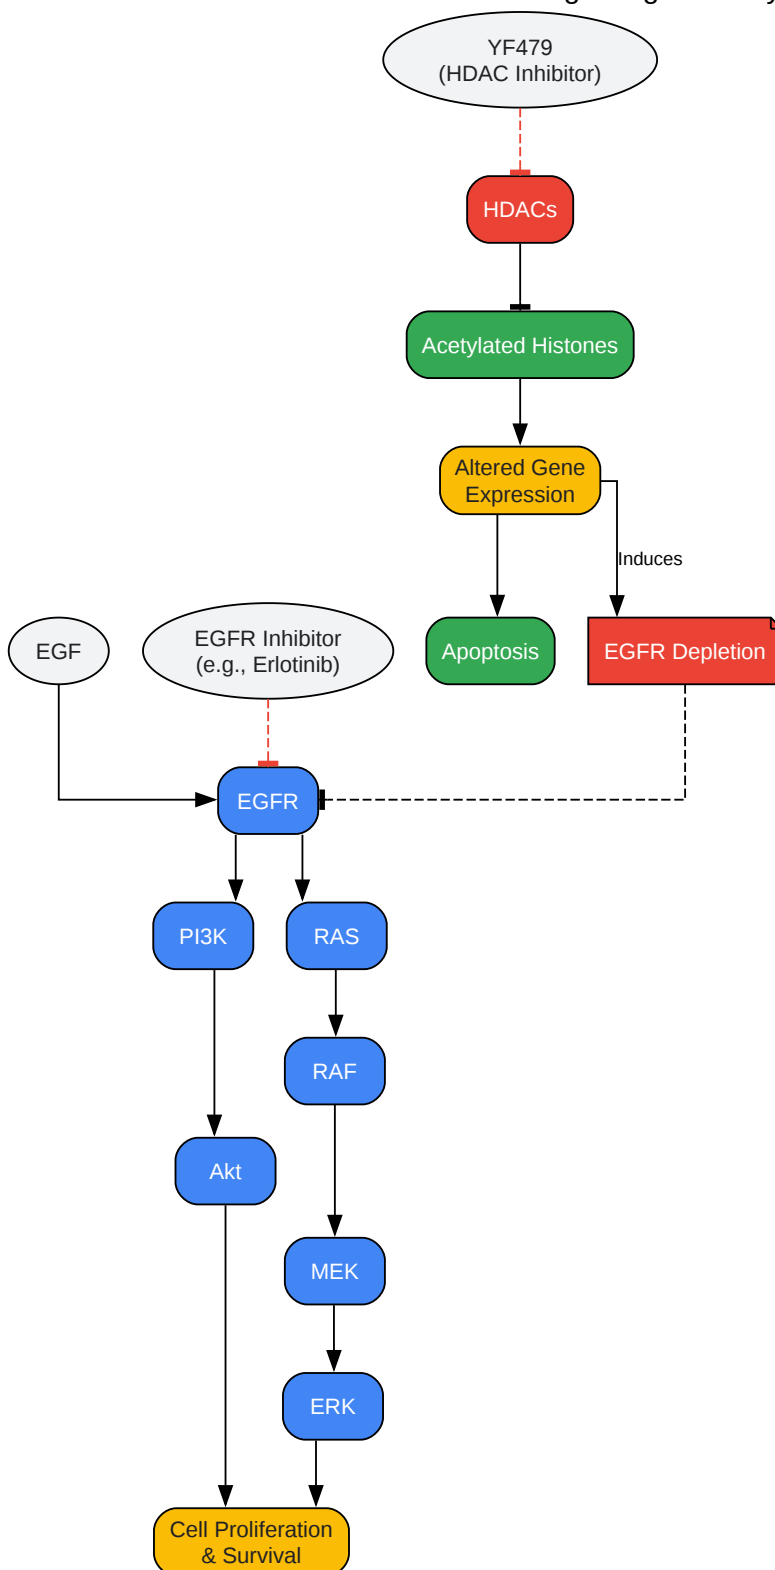 YF479
(HDAC Inhibitor)
HDACs
Acetylated Histones
Altered Gene
Expression
Induces
EGF
EGFR Inhibitor
(e.g., Erlotinib)
Apoptosis
EGFR Depletion
EGFR
PI3K
RAS
RAF
Akt
MEK
ERK
Cell Proliferation
& Survival